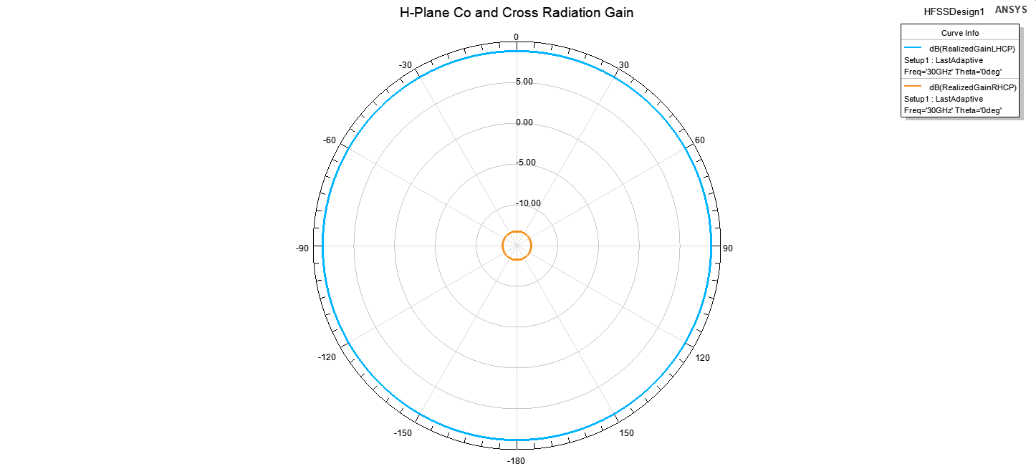 H-Plane Co and Cross Radiation Gain
HFSSDesign1
ANSYS
Curve Info
dB(RealizedGainLHCP)
Setup1 : LastAdaptive
Freq='30GHz' Theta='0deg'
dB(RealizedGainRHCP)
Setup1 : LastAdaptive
Freq='30GHz' Theta='0deg'
0
-30
30
5.00
-60
0.00
60
-5.00
-10.00
-90
90
-120
120
-150
150
-180